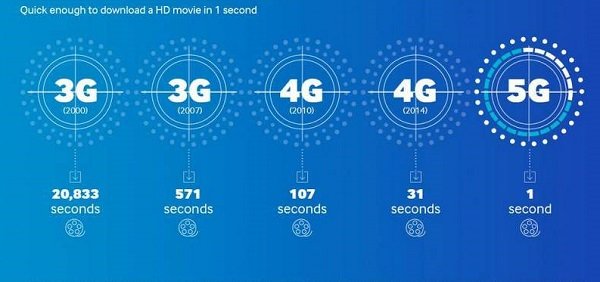 Quick enough to download a HD movie in 1 second
3G 3G 4G 4G 5G
(2000) (2007) (2010) (2014)
20,833 571 107 31 1
seconds seconds seconds seconds second